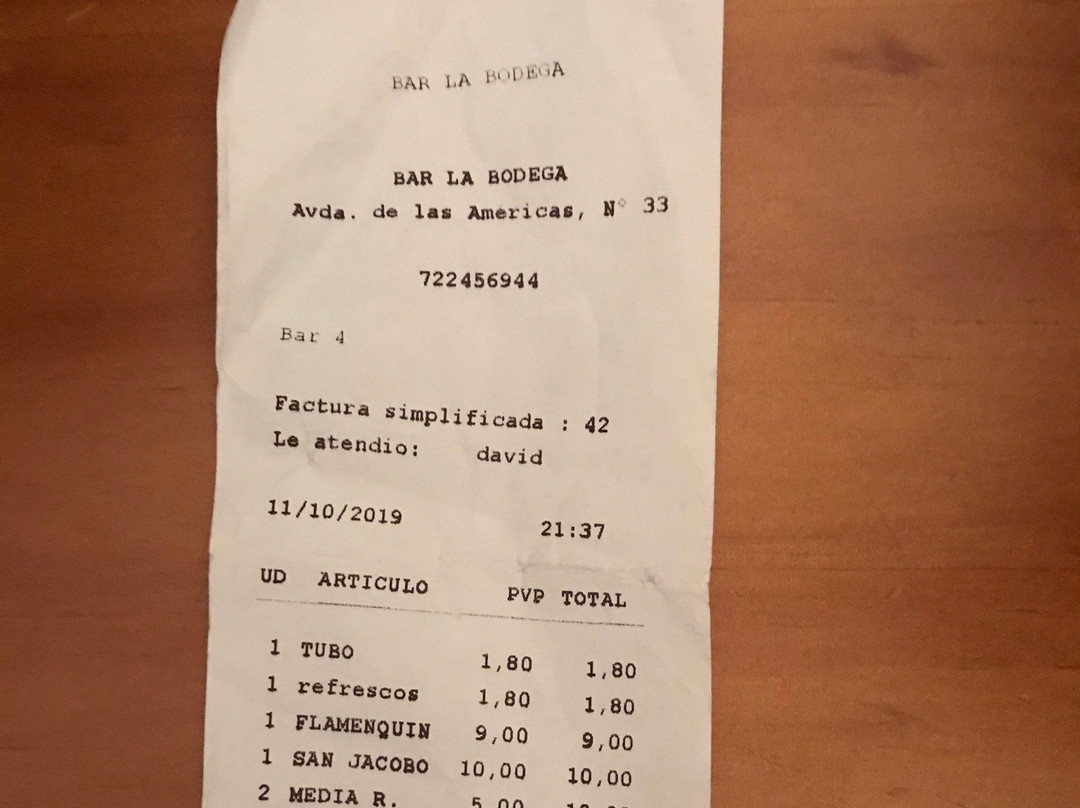 BAR LA BODEGA
BAR LA BODEGA
Avda. de las Americas, N° 33
722456944
Bar 4
Factura simplificada : 42
Le atendio: david
11/10/2019 21:37
UD ARTICULO PVP TOTAL
1 TUBO 1,80 1,80
1 refrescos 1,80 1,80
1 FLAMENQUIN 9,00 9,00
1 SAN JACOBO 10,00 10,00
2 MEDIA R. 5,00